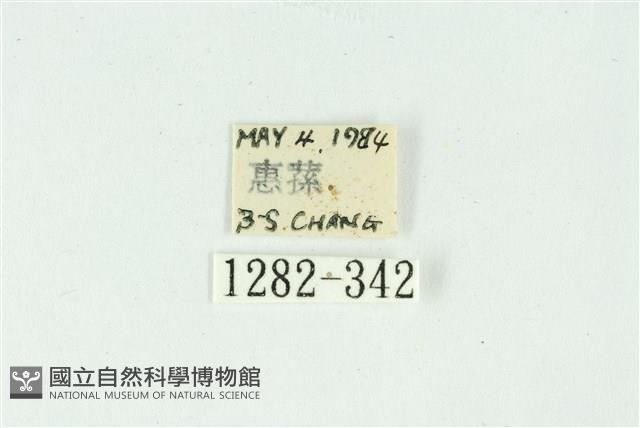 MAY 4. 1984
惠蓀
B-S. CHANG
1282-342
國立自然科學博物館
NATIONAL MUSEUM OF NATURAL SCIENCE